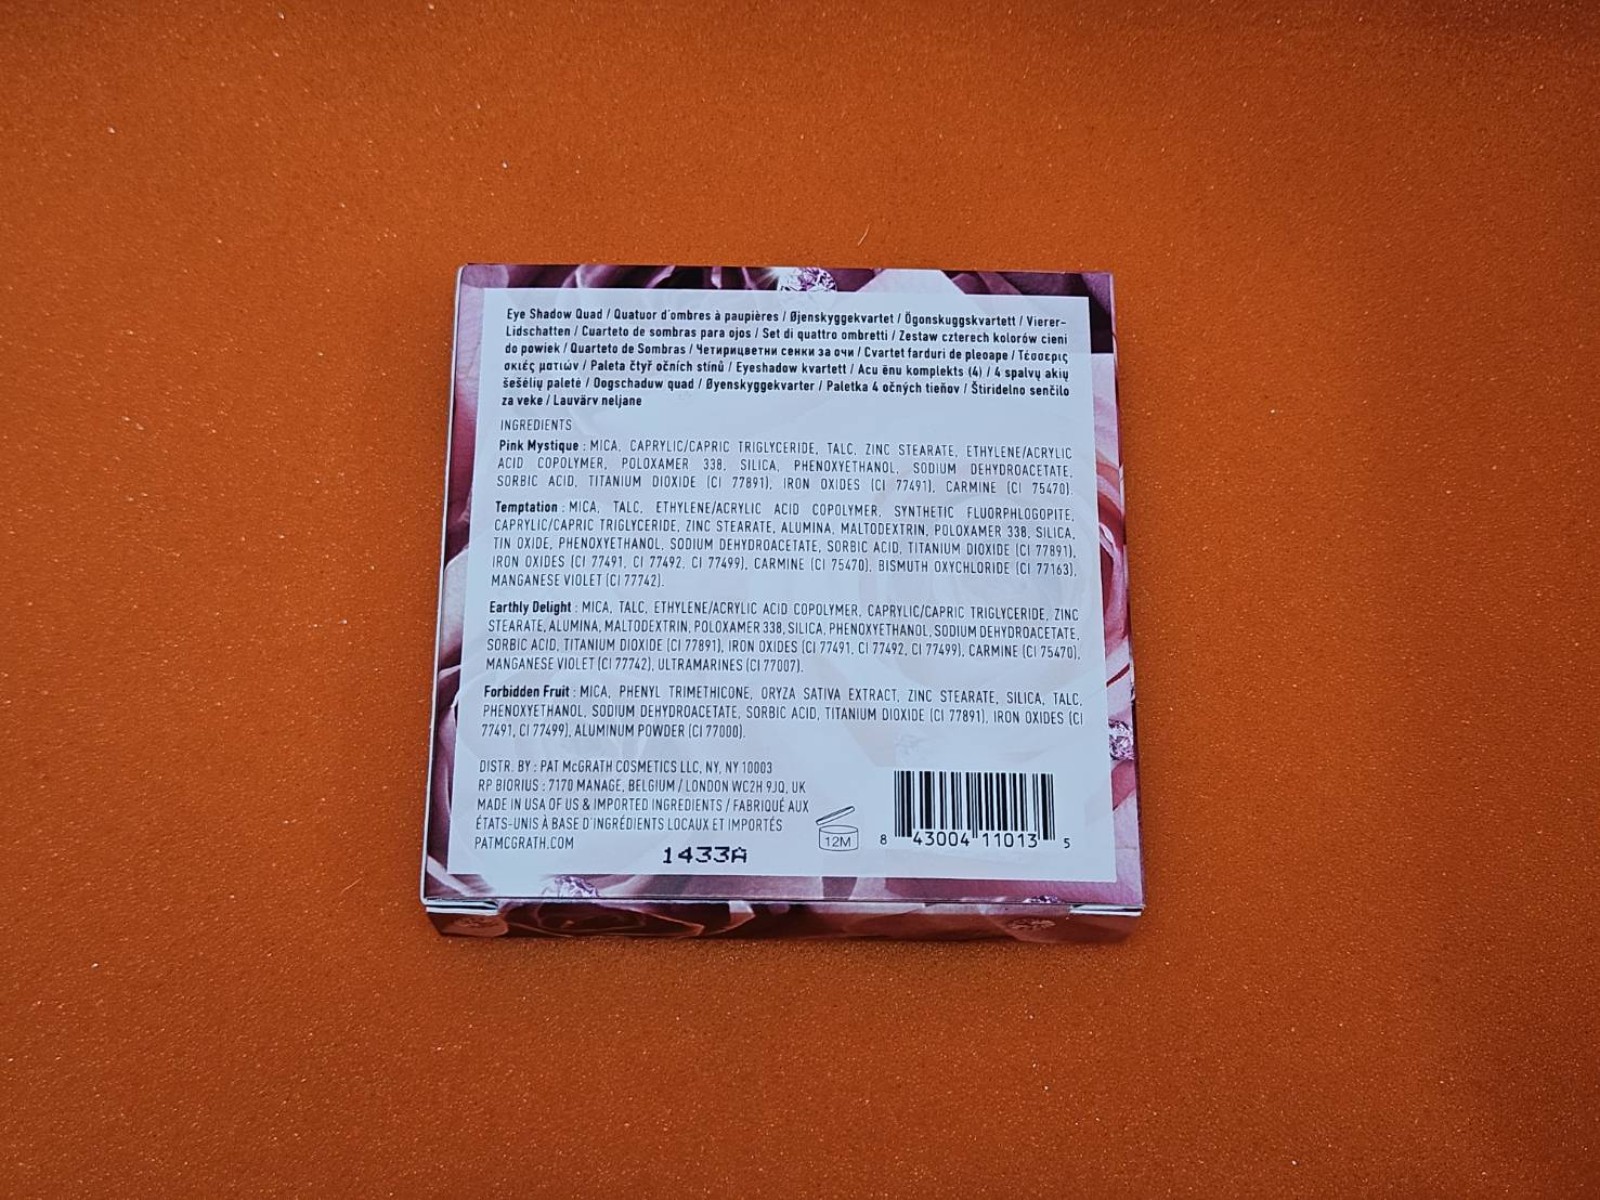 Eye Shadow Quad / Quatuor d'ombres à paupières / Øjenskyggekvartet / Ögonskuggskvartett / Vierer-
Lidschatten / Cuarteto de sombras para ojos / Set di quattro ombretti / Zestaw czterech kolorów cieni
do powiek / Quarteto de Sombras / Четирицветни сенки за очи / Cvartet farduri de pleoape / Τέσσερις
σκιές ματιών / Paleta čtyř očních stínů / Eyeshadow kvartett / Acu ēnu komplekts (4) / 4 spalvų akių
šešėlių paletė / Oogschaduw quad / Øyenskyggekvarter / Paletka 4 očných tieňov / Štiridelno senčilo
za veke / Lauvärv neljane
INGREDIENTS
Pink Mystique : MICA, CAPRYLIC/CAPRIC TRIGLYCERIDE, TALC, ZINC STEARATE, ETHYLENE/ACRYLIC
ACID COPOLYMER, POLOXAMER 338, SILICA, PHENOXYETHANOL, SODIUM DEHYDROACETATE,
SORBIC ACID, TITANIUM DIOXIDE (CI 77891), IRON OXIDES (CI 77491), CARMINE (CI 75470).
Temptation : MICA, TALC, ETHYLENE/ACRYLIC ACID COPOLYMER, SYNTHETIC FLUORPHLOGOPITE,
CAPRYLIC/CAPRIC TRIGLYCERIDE, ZINC STEARATE, ALUMINA, MALTODEXTRIN, POLOXAMER 338, SILICA,
TIN OXIDE, PHENOXYETHANOL, SODIUM DEHYDROACETATE, SORBIC ACID, TITANIUM DIOXIDE (CI 77891),
IRON OXIDES (CI 77491, CI 77492, CI 77499), CARMINE (CI 75470), BISMUTH OXYCHLORIDE (CI 77163),
MANGANESE VIOLET (CI 77742).
Earthly Delight : MICA, TALC, ETHYLENE/ACRYLIC ACID COPOLYMER, CAPRYLIC/CAPRIC TRIGLYCERIDE, ZINC
STEARATE, ALUMINA, MALTODEXTRIN, POLOXAMER 338, SILICA, PHENOXYETHANOL, SODIUM DEHYDROACETATE,
SORBIC ACID, TITANIUM DIOXIDE (CI 77891), IRON OXIDES (CI 77491, CI 77492, CI 77499), CARMINE (CI 75470),
MANGANESE VIOLET (CI 77742), ULTRAMARINES (CI 77007).
Forbidden Fruit : MICA, PHENYL TRIMETHICONE, ORYZA SATIVA EXTRACT, ZINC STEARATE, SILICA, TALC,
PHENOXYETHANOL, SODIUM DEHYDROACETATE, SORBIC ACID, TITANIUM DIOXIDE (CI 77891), IRON OXIDES (CI
77491, CI 77499), ALUMINUM POWDER (CI 77000).
DISTR. BY : PAT McGRATH COSMETICS LLC, NY, NY 10003
RP BIORIUS : 7170 MANAGE, BELGIUM / LONDON WC2H 9JQ, UK
MADE IN USA OF US & IMPORTED INGREDIENTS / FABRIQUÉ AUX
ÉTATS-UNIS À BASE D'INGRÉDIENTS LOCAUX ET IMPORTÉS
PATMCGRATH.COM
1433A
12M
8 43004 11013 5